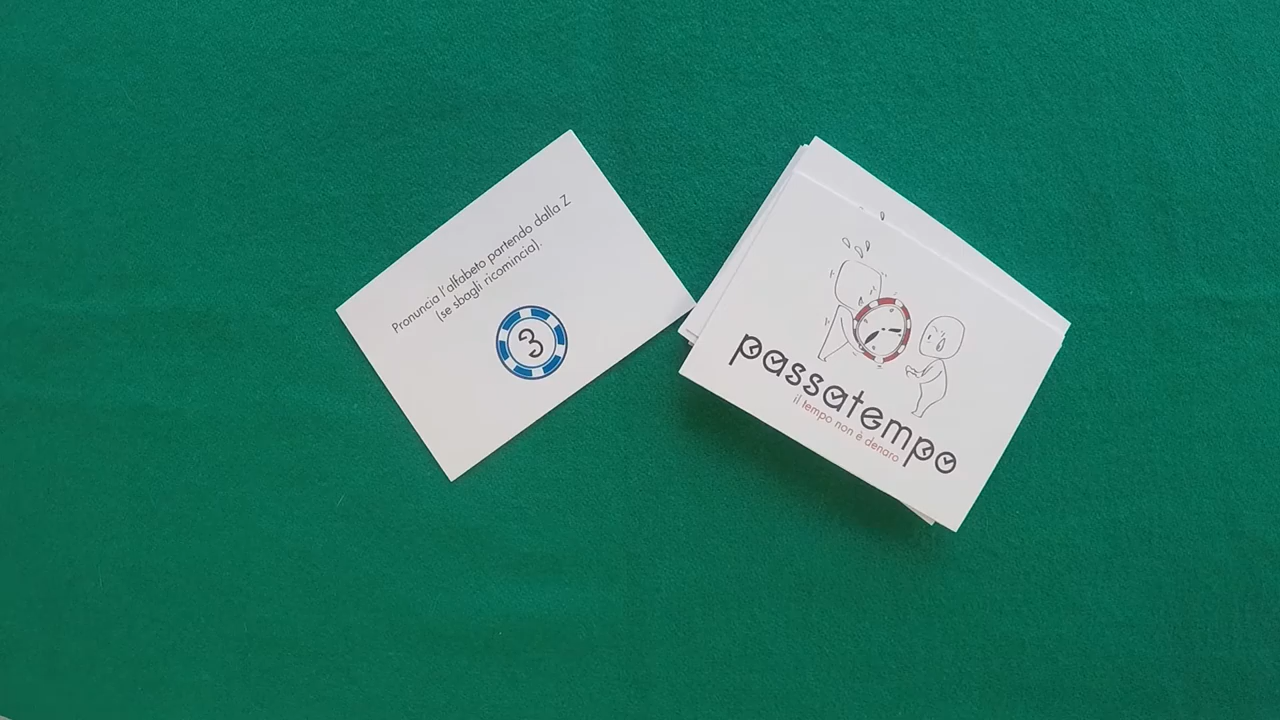 Pronuncia l'alfabeto partendo dalla Z
(se sbagli ricomincia).
3
passatempo
il tempo non è denaro